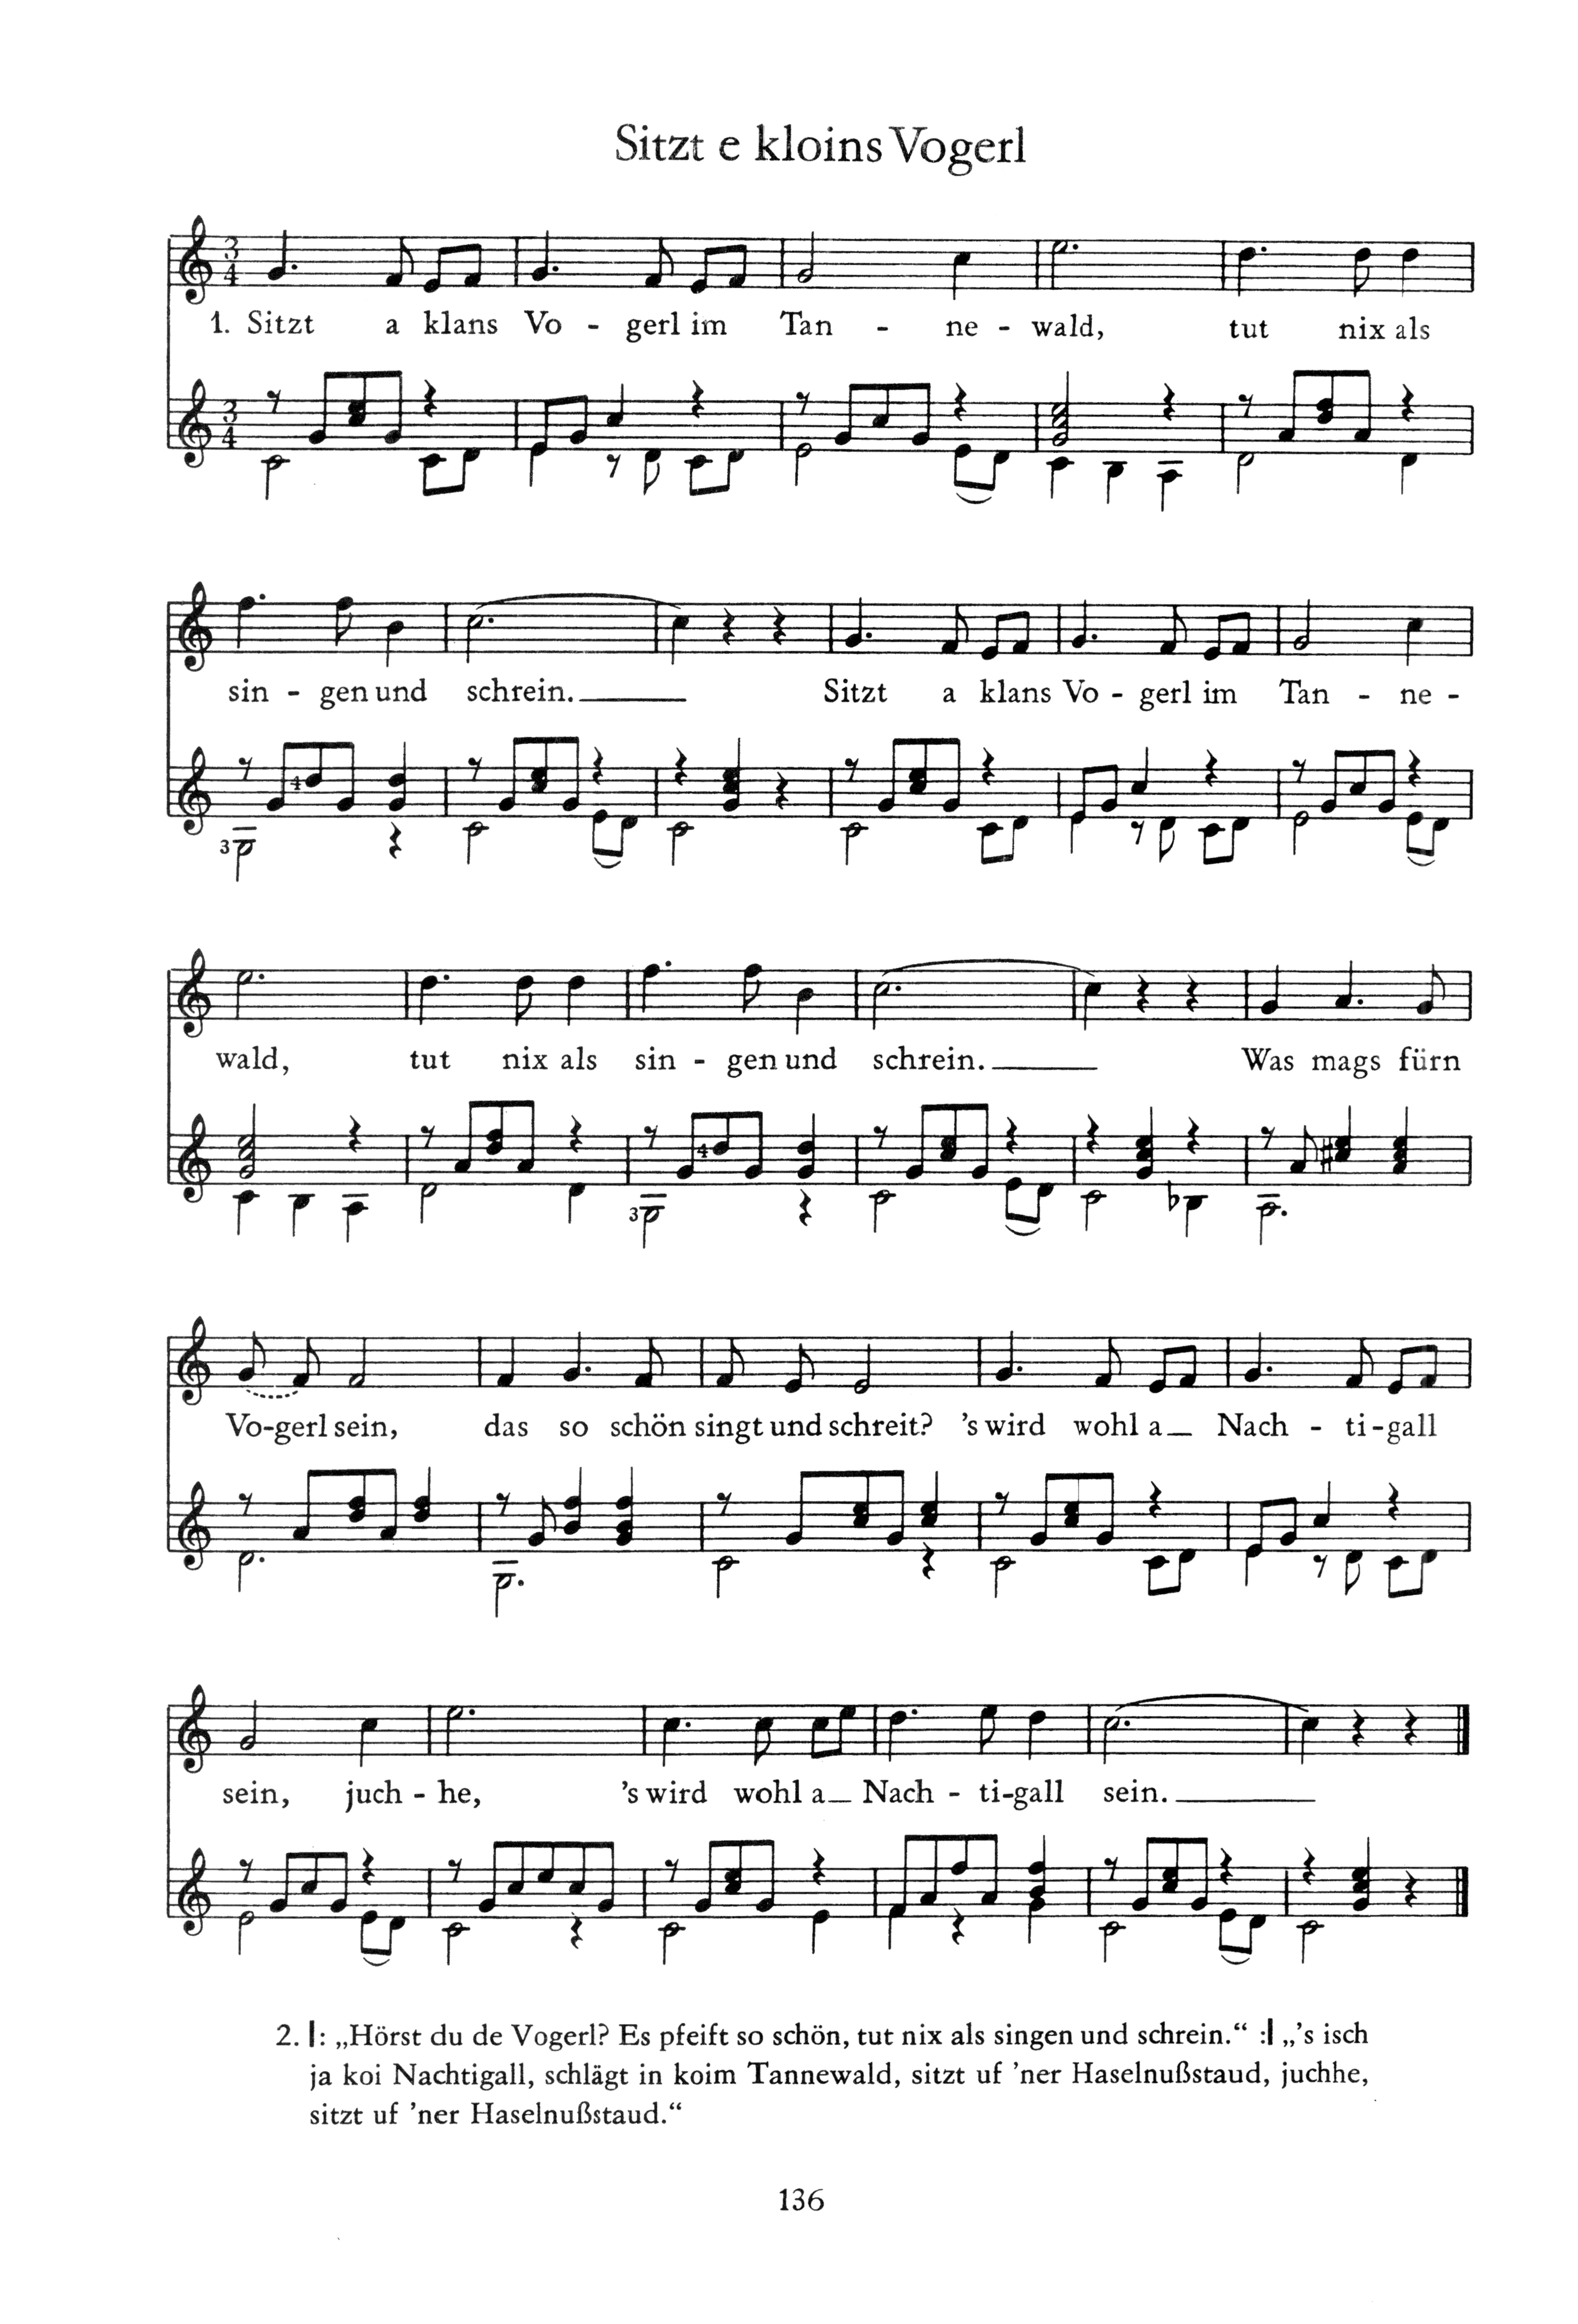 Sitzt e kloins Vogerl
3 4
1. Sitzt a klans Vo - gerl im Tan - ne - wald, tut nix als
3 4
sin - gen und schrein. Sitzt a klans Vo - gerl im Tan - ne -
4
3
wald, tut nix als sin - gen und schrein. Was mags fürn
4
3
Vo-gerl sein, das so schön singt und schreit? ’s wird wohl a Nach - ti-gall
sein, juch - he, ’s wird wohl a Nach - ti-gall sein.
2. |: „Hörst du de Vogerl? Es pfeift so schön, tut nix als singen und schrein.“ :| „’s isch
ja koi Nachtigall, schlägt in koim Tannewald, sitzt uf ’ner Haselnußstaud, juchhe,
sitzt uf ’ner Haselnußstaud.“
136